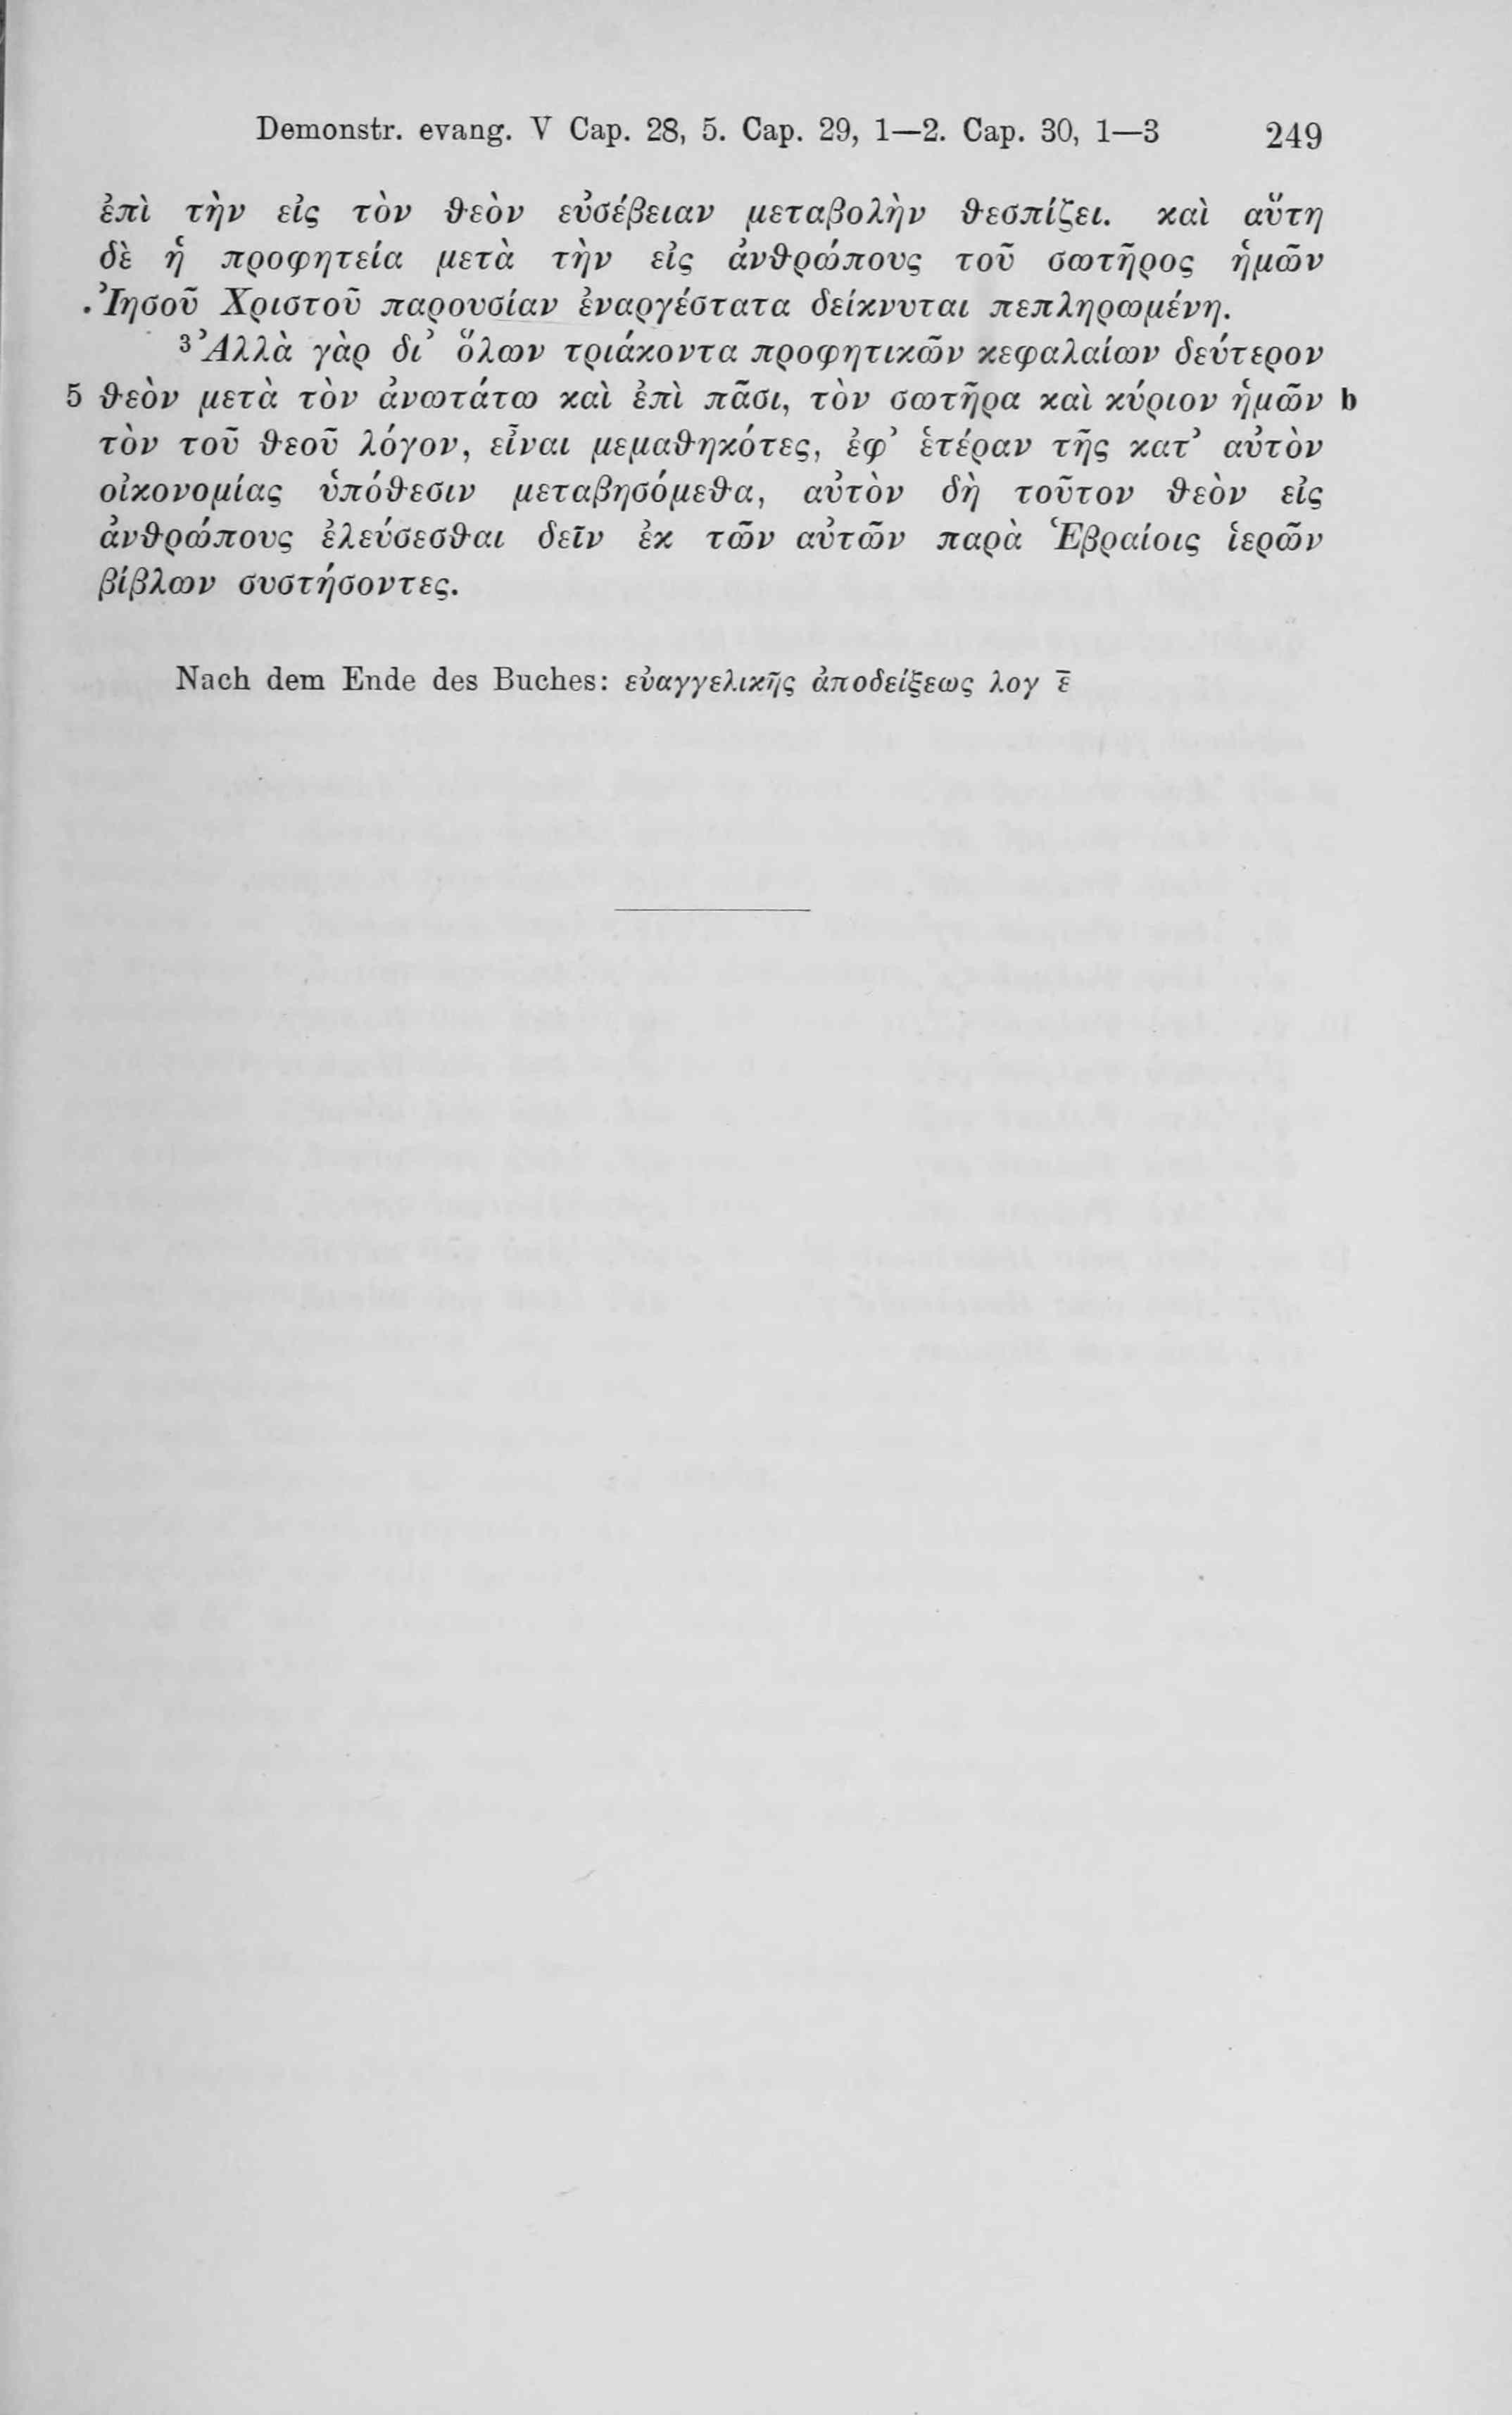 Demonstr. evang. V Cap. 28, 5. Cap. 29, 1—2. Cap. 30, 1—3 249
ἐπὶ τὴν εἰς τὸν θεὸν εὐσέβειαν μεταβολὴν θεσπίζει. καὶ αὕτη
δὲ ἡ προφητεία μετὰ τὴν εἰς ἀνθρώπους τοῦ σωτῆρος ἡμῶν
Ἰησοῦ Χριστοῦ παρουσίαν ἐναργέστατα δείκνυται πεπληρωμένη.
³ Ἀλλὰ γὰρ δι’ ὅλων τριάκοντα προφητικῶν κεφαλαίων δεύτερον
5 θεὸν μετὰ τὸν ἀνωτάτω καὶ ἐπὶ πᾶσι, τὸν σωτῆρα καὶ κύριον ἡμῶν b
τὸν τοῦ θεοῦ λόγον, εἶναι μεμαθηκότες, ἐφ’ ἑτέραν τῆς κατ’ αὐτὸν
οἰκονομίας ὑπόθεσιν μεταβησόμεθα, αὐτὸν δὴ τοῦτον θεὸν εἰς
ἀνθρώπους ἐλεύσεσθαι δεῖν ἐκ τῶν αὐτῶν παρὰ Ἑβραίοις ἱερῶν
βίβλων συστήσοντες.
Nach dem Ende des Buches: εὐαγγελικῆς ἀποδείξεως λογ ε̅